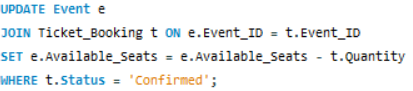 UPDATE Event e
JOIN Ticket_Booking t ON e.Event_ID = t.Event_ID
SET e.Available_Seats = e.Available_Seats - t.Quantity
WHERE t.Status = 'Confirmed';